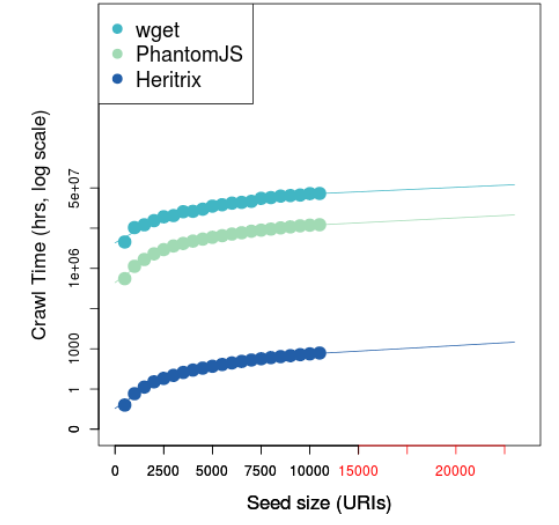 wget
PhantomJS
Heritrix
Crawl Time (hrs, log scale)
5e+07
1e+06
1000
1
0
0 2500 5000 7500 10000 15000 20000
Seed size (URIs)